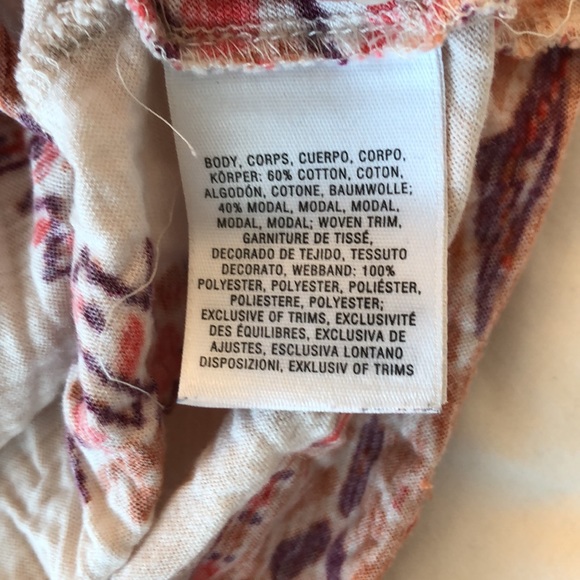 BODY, CORPS, CUERPO, CORPO,
KÖRPER: 60% COTTON, COTON,
ALGODÓN, COTONE, BAUMWOLLE;
40% MODAL, MODAL, MODAL,
MODAL, MODAL; WOVEN TRIM,
GARNITURE DE TISSÉ,
DECORADO DE TEJIDO, TESSUTO
DECORATO, WEBBAND: 100%
POLYESTER, POLYESTER, POLIÉSTER,
POLIESTERE, POLYESTER;
EXCLUSIVE OF TRIMS, EXCLUSIVITÉ
DES ÉQUILIBRES, EXCLUSIVA DE
AJUSTES, ESCLUSIVA LONTANO
DISPOSIZIONI, EXKLUSIV OF TRIMS